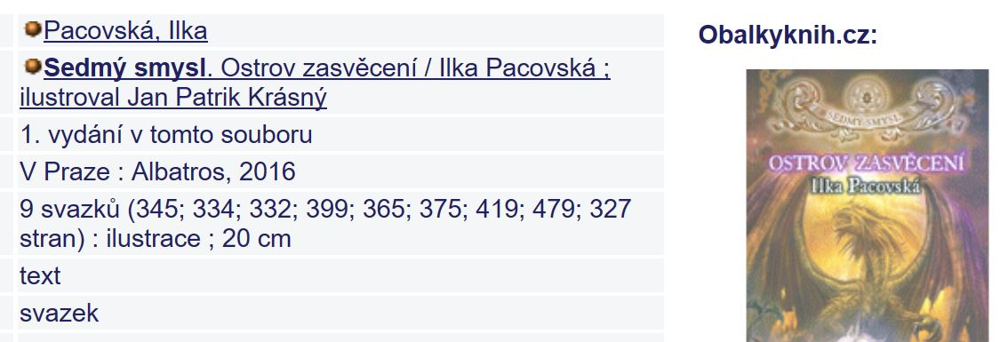 Pacovská, Ilka
Sedmý smysl. Ostrov zasvěcení / Ilka Pacovská ;
ilustroval Jan Patrik Krásný
1. vydání v tomto souboru
V Praze : Albatros, 2016
9 svazků (345; 334; 332; 399; 365; 375; 419; 479; 327
stran) : ilustrace ; 20 cm
text
svazek
Obalkyknih.cz:
SEDMÝ SMYSL
OSTROV ZASVĚCENÍ
Ilka Pacovská